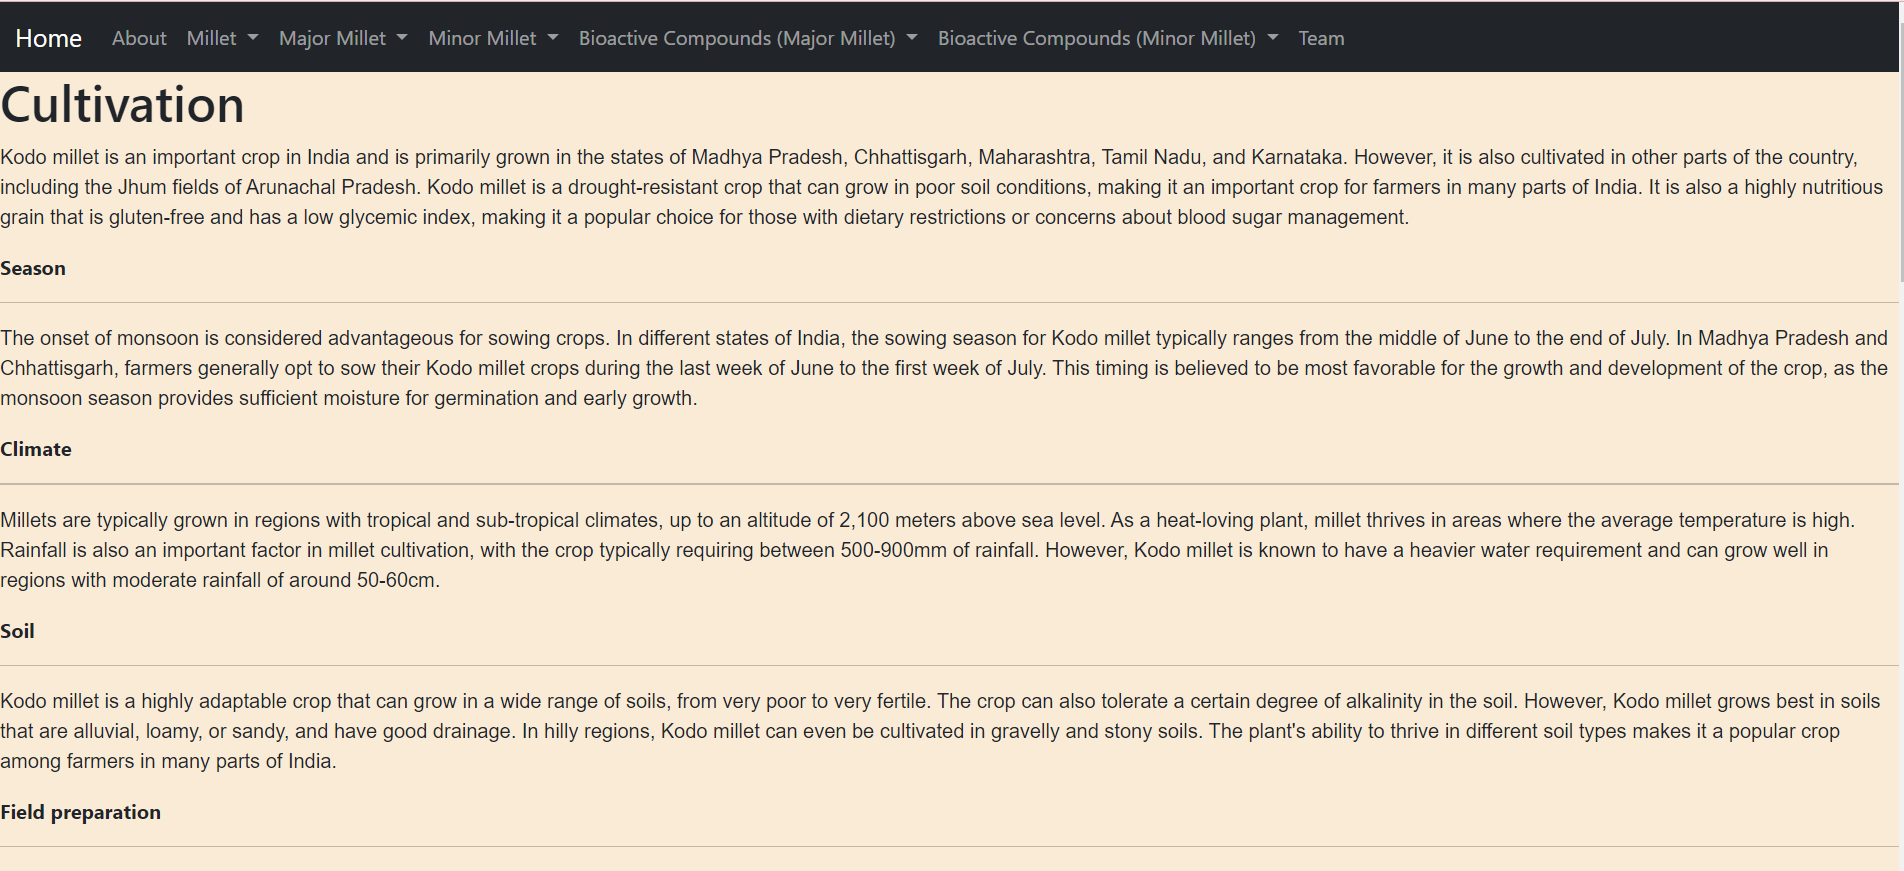 Home About Millet Major Millet Minor Millet Bioactive Compounds (Major Millet) Bioactive Compounds (Minor Millet) Team
Cultivation
Kodo millet is an important crop in India and is primarily grown in the states of Madhya Pradesh, Chhattisgarh, Maharashtra, Tamil Nadu, and Karnataka. However, it is also cultivated in other parts of the country,
including the Jhum fields of Arunachal Pradesh. Kodo millet is a drought-resistant crop that can grow in poor soil conditions, making it an important crop for farmers in many parts of India. It is also a highly nutritious
grain that is gluten-free and has a low glycemic index, making it a popular choice for those with dietary restrictions or concerns about blood sugar management.
Season
The onset of monsoon is considered advantageous for sowing crops. In different states of India, the sowing season for Kodo millet typically ranges from the middle of June to the end of July. In Madhya Pradesh and
Chhattisgarh, farmers generally opt to sow their Kodo millet crops during the last week of June to the first week of July. This timing is believed to be most favorable for the growth and development of the crop, as the
monsoon season provides sufficient moisture for germination and early growth.
Climate
Millets are typically grown in regions with tropical and sub-tropical climates, up to an altitude of 2,100 meters above sea level. As a heat-loving plant, millet thrives in areas where the average temperature is high.
Rainfall is also an important factor in millet cultivation, with the crop typically requiring between 500-900mm of rainfall. However, Kodo millet is known to have a heavier water requirement and can grow well in
regions with moderate rainfall of around 50-60cm.
Soil
Kodo millet is a highly adaptable crop that can grow in a wide range of soils, from very poor to very fertile. The crop can also tolerate a certain degree of alkalinity in the soil. However, Kodo millet grows best in soils
that are alluvial, loamy, or sandy, and have good drainage. In hilly regions, Kodo millet can even be cultivated in gravelly and stony soils. The plant's ability to thrive in different soil types makes it a popular crop
among farmers in many parts of India.
Field preparation